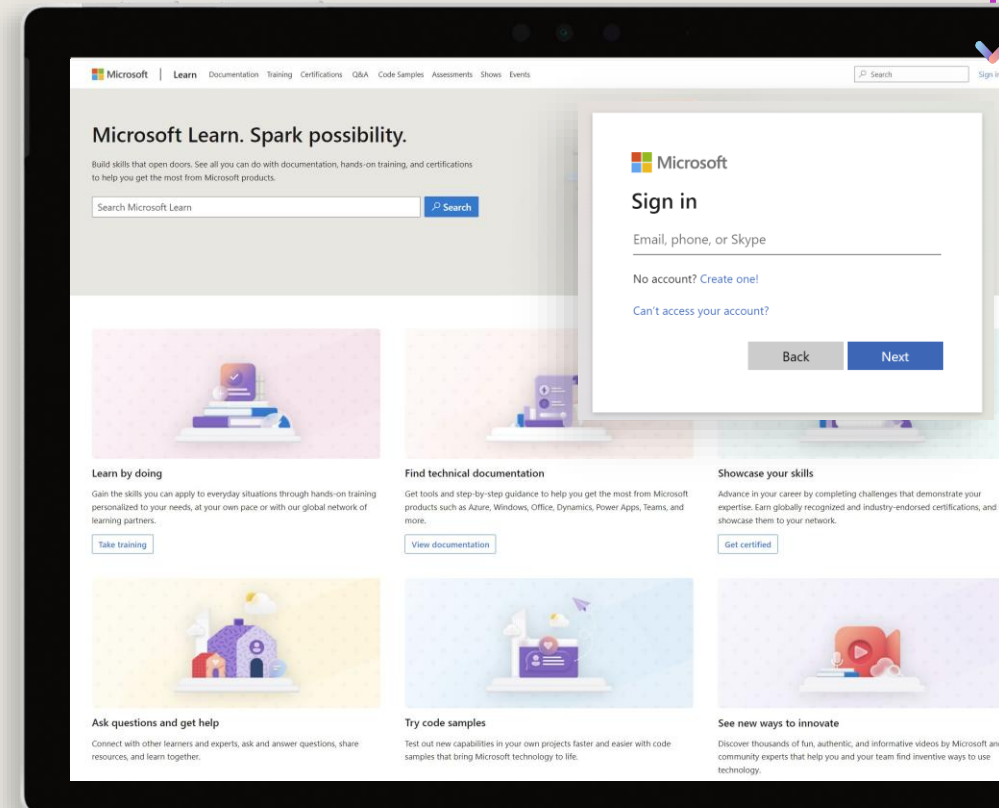 Microsoft | Learn Documentation Training Certifications Q&A Code Samples Assessments Shows Events Search Sign in
Microsoft Learn. Spark possibility.
Build skills that open doors. See all you can do with documentation, hands-on training, and certifications
to help you get the most from Microsoft products.
Search Microsoft Learn
Search
Microsoft
Sign in
Email, phone, or Skype
No account? Create one!
Can't access your account?
Back Next
Learn by doing
Gain the skills you can apply to everyday situations through hands-on training
personalized to your needs, at your own pace or with our global network of
learning partners.
Take training
Find technical documentation
Get tools and step-by-step guidance to help you get the most from Microsoft
products such as Azure, Windows, Office, Dynamics, Power Apps, Teams, and
more.
View documentation
Showcase your skills
Advance in your career by completing challenges that demonstrate your
expertise. Earn globally recognized and industry-endorsed certifications, and
showcase them to your network.
Get certified
Ask questions and get help
Connect with other learners and experts, ask and answer questions, share
resources, and learn together.
Try code samples
Test out new capabilities in your own projects faster and easier with code
samples that bring Microsoft technology to life.
See new ways to innovate
Discover thousands of fun, authentic, and informative videos by Microsoft and
community experts that help you and your team find inventive ways to use
technology.